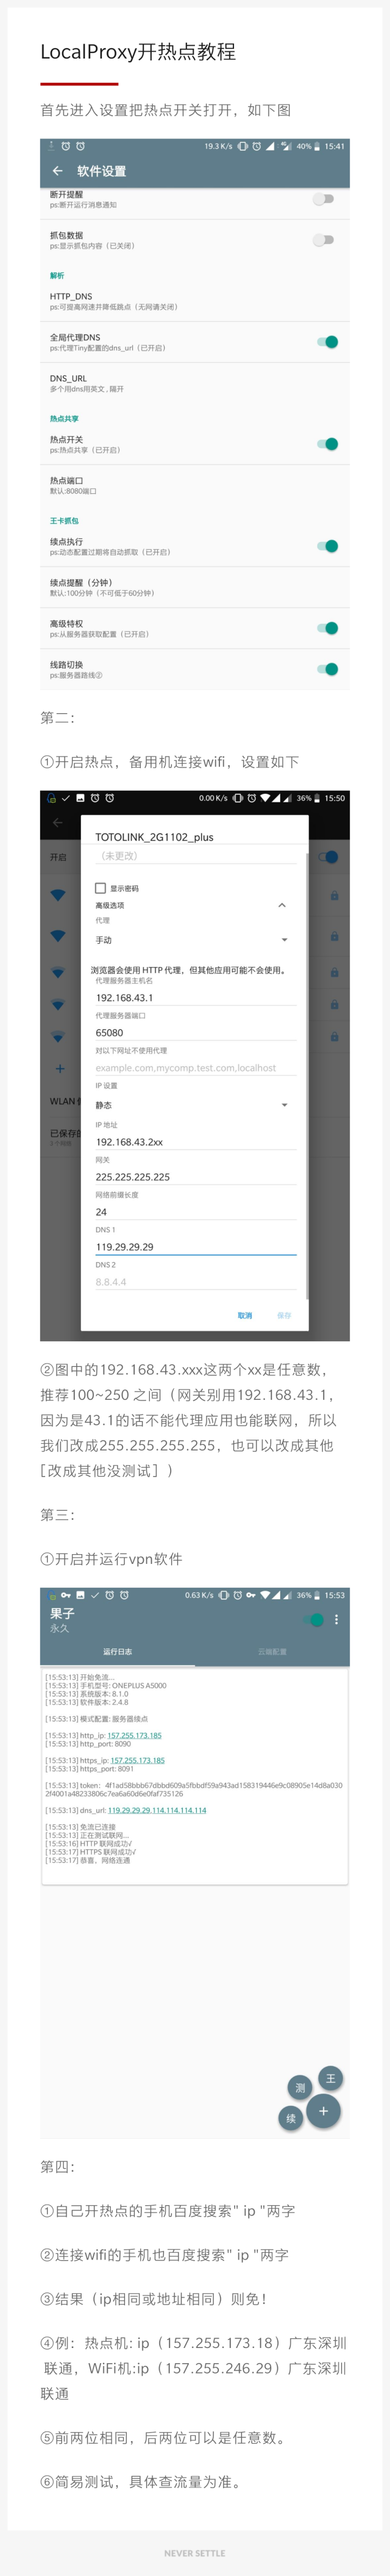 LocalProxy开热点教程
首先进入设置把热点开关打开，如下图
19.3 K/s 40% 15:41
软件设置
断开提醒
ps:断开运行消息通知
抓包数据
ps:显示抓包内容（已关闭）
解析
HTTP_DNS
ps:可提高网速并降低跳点（无网请关闭）
全局代理DNS
ps:代理Tiny配置的dns_url（已开启）
DNS_URL
多个用dns用英文 , 隔开
热点共享
热点开关
ps:热点共享（已开启）
热点端口
默认:8080端口
王卡抓包
续点执行
ps:动态配置过期将自动抓取（已开启）
续点提醒（分钟）
默认:100分钟（不可低于60分钟）
高级特权
ps:从服务器获取配置（已开启）
线路切换
ps:服务器路线②
第二：
①开启热点，备用机连接wifi，设置如下
0.00 K/s 36% 15:50
开启
TOTOLINK_2G1102_plus
（未更改）
显示密码
高级选项
代理
手动
浏览器会使用 HTTP 代理，但其他应用可能不会使用。
代理服务器主机名
192.168.43.1
代理服务器端口
65080
对以下网址不使用代理
example.com,mycomp.test.com,localhost
IP 设置
静态
IP 地址
192.168.43.2xx
网关
225.225.225.225
网络前缀长度
24
DNS 1
119.29.29.29
DNS 2
8.8.4.4
WLAN
已保存
取消 保存
②图中的192.168.43.xxx这两个xx是任意数，
推荐100~250 之间（网关别用192.168.43.1，
因为是43.1的话不能代理应用也能联网，所以
我们改成255.255.255.255，也可以改成其他
[改成其他没测试］）
第三：
①开启并运行vpn软件
0.63 K/s 36% 15:53
果子
永久
运行日志 云端配置
[15:53:13] 开始免流...
[15:53:13] 手机型号: ONEPLUS A5000
[15:53:13] 系统版本: 8.1.0
[15:53:13] 软件版本: 2.4.8
[15:53:13] 模式配置: 服务器续点
[15:53:13] http_ip: 157.255.173.185
[15:53:13] http_port: 8090
[15:53:13] https_ip: 157.255.173.185
[15:53:13] https_port: 8091
[15:53:13] token: 4f1ad58bbb67dbbd609a5fbbdf59a943ad158319446e9c08905e14d8a030
2f4001a48233806c7ea6a60d6e0faf735126
[15:53:13] dns_url: 119.29.29.29,114.114.114.114
[15:53:13] 免流已连接
[15:53:13] 正在测试联网...
[15:53:16] HTTP 联网成功√
[15:53:17] HTTPS 联网成功√
[15:53:17] 恭喜，网络连通
王
测
续
+
第四：
①自己开热点的手机百度搜索" ip "两字
②连接wifi的手机也百度搜索" ip "两字
③结果（ip相同或地址相同）则免！
④例：热点机: ip（157.255.173.18）广东深圳
联通，WiFi机:ip（157.255.246.29）广东深圳
联通
⑤前两位相同，后两位可以是任意数。
⑥简易测试，具体查流量为准。
NEVER SETTLE